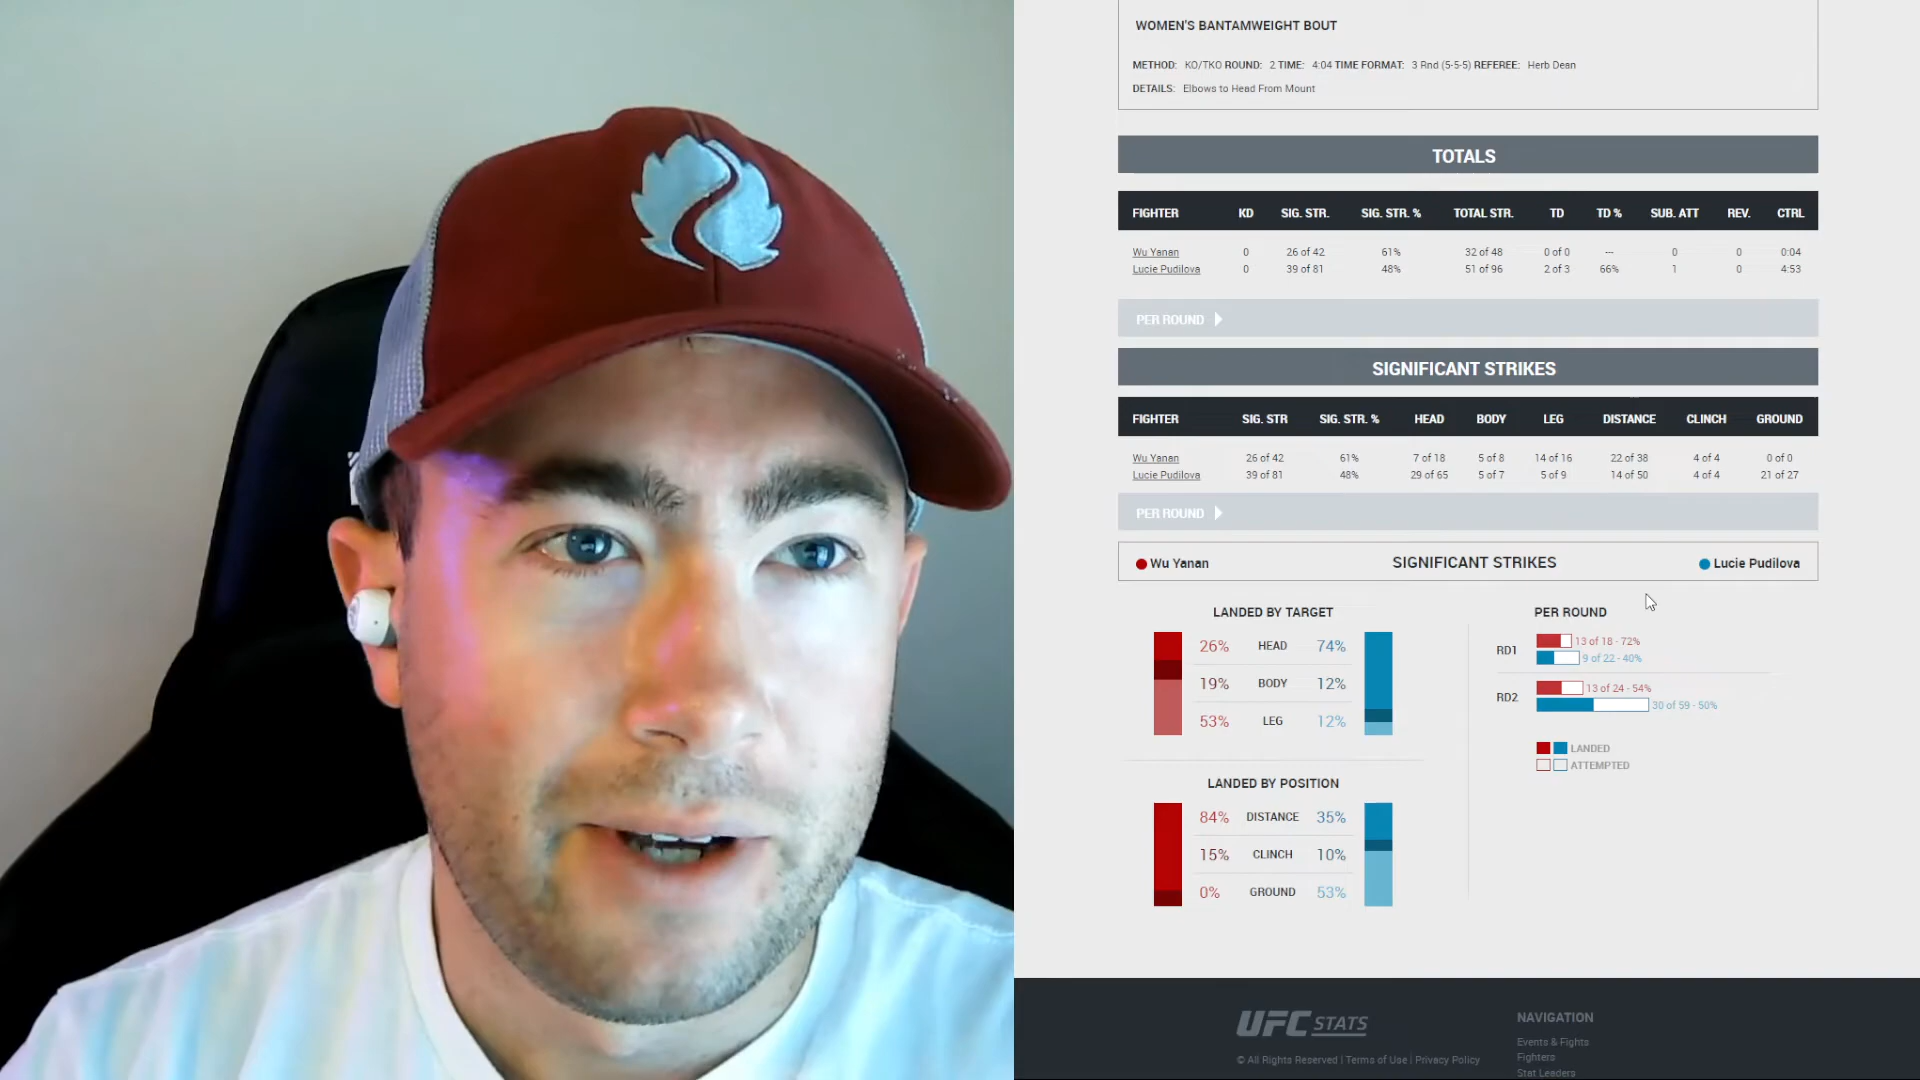 WOMEN'S BANTAMWEIGHT BOUT
METHOD: KO/TKO ROUND: 2 TIME: 4:04 TIME FORMAT: 3 Rnd (5-5-5) REFEREE: Herb Dean
DETAILS: Elbows to Head From Mount
TOTALS
FIGHTER KD SIG. STR. SIG. STR. % TOTAL STR. TD TD % SUB. ATT REV. CTRL
Wu Yanan 0 26 of 42 61% 32 of 48 0 of 0 --- 0 0 0:04
Lucie Pudilova 0 39 of 81 48% 51 of 96 2 of 3 66% 1 0 4:53
PER ROUND
SIGNIFICANT STRIKES
FIGHTER SIG. STR SIG. STR. % HEAD BODY LEG DISTANCE CLINCH GROUND
Wu Yanan 26 of 42 61% 7 of 18 5 of 8 14 of 16 22 of 38 4 of 4 0 of 0
Lucie Pudilova 39 of 81 48% 29 of 65 5 of 7 5 of 9 14 of 50 4 of 4 21 of 27
PER ROUND
Wu Yanan SIGNIFICANT STRIKES Lucie Pudilova
LANDED BY TARGET
26% HEAD 74%
19% BODY 12%
53% LEG 12%
LANDED BY POSITION
84% DISTANCE 35%
15% CLINCH 10%
0% GROUND 53%
PER ROUND
RD1
13 of 18 - 72%
9 of 22 - 40%
RD2
13 of 24 - 54%
30 of 59 - 50%
LANDED
ATTEMPTED
UFC STATS
© All Rights Reserved | Terms of Use | Privacy Policy
NAVIGATION
Events & Fights
Fighters
Stat Leaders